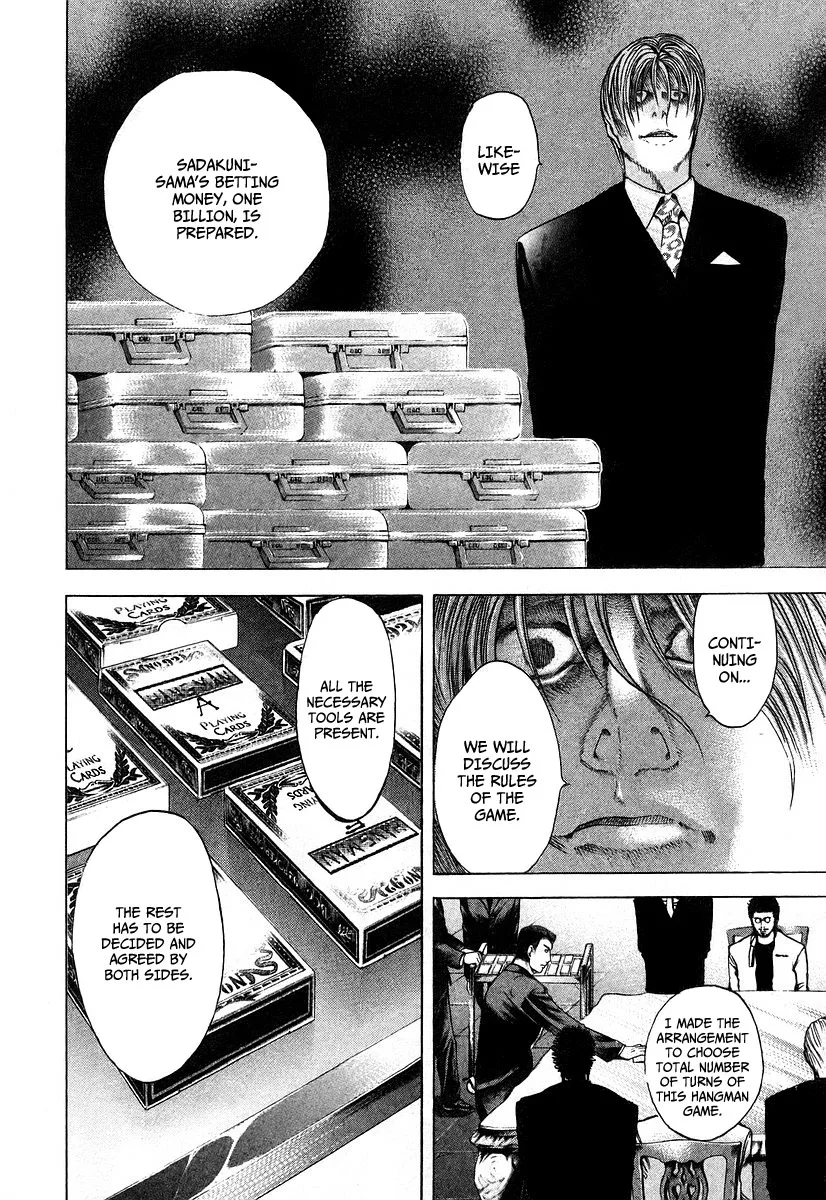 LIKE-
WISE
SADAKUNI-
SAMA'S BETTING
MONEY, ONE
BILLION, IS
PREPARED.
CONTI-
NUING
ON...
WE WILL
DISCUSS
THE RULES
OF THE
GAME.
I MADE THE
ARRANGEMENT
TO CHOOSE
TOTAL NUMBER
OF TURNS OF
THIS HANGMAN
GAME.
ALL THE
NECESSARY
TOOLS ARE
PRESENT.
THE REST
HAS TO BE
DECIDED AND
AGREED BY
BOTH SIDES.
PLAYING
CARDS
A
PLAYING
CARDS
PLAYING
CARDS